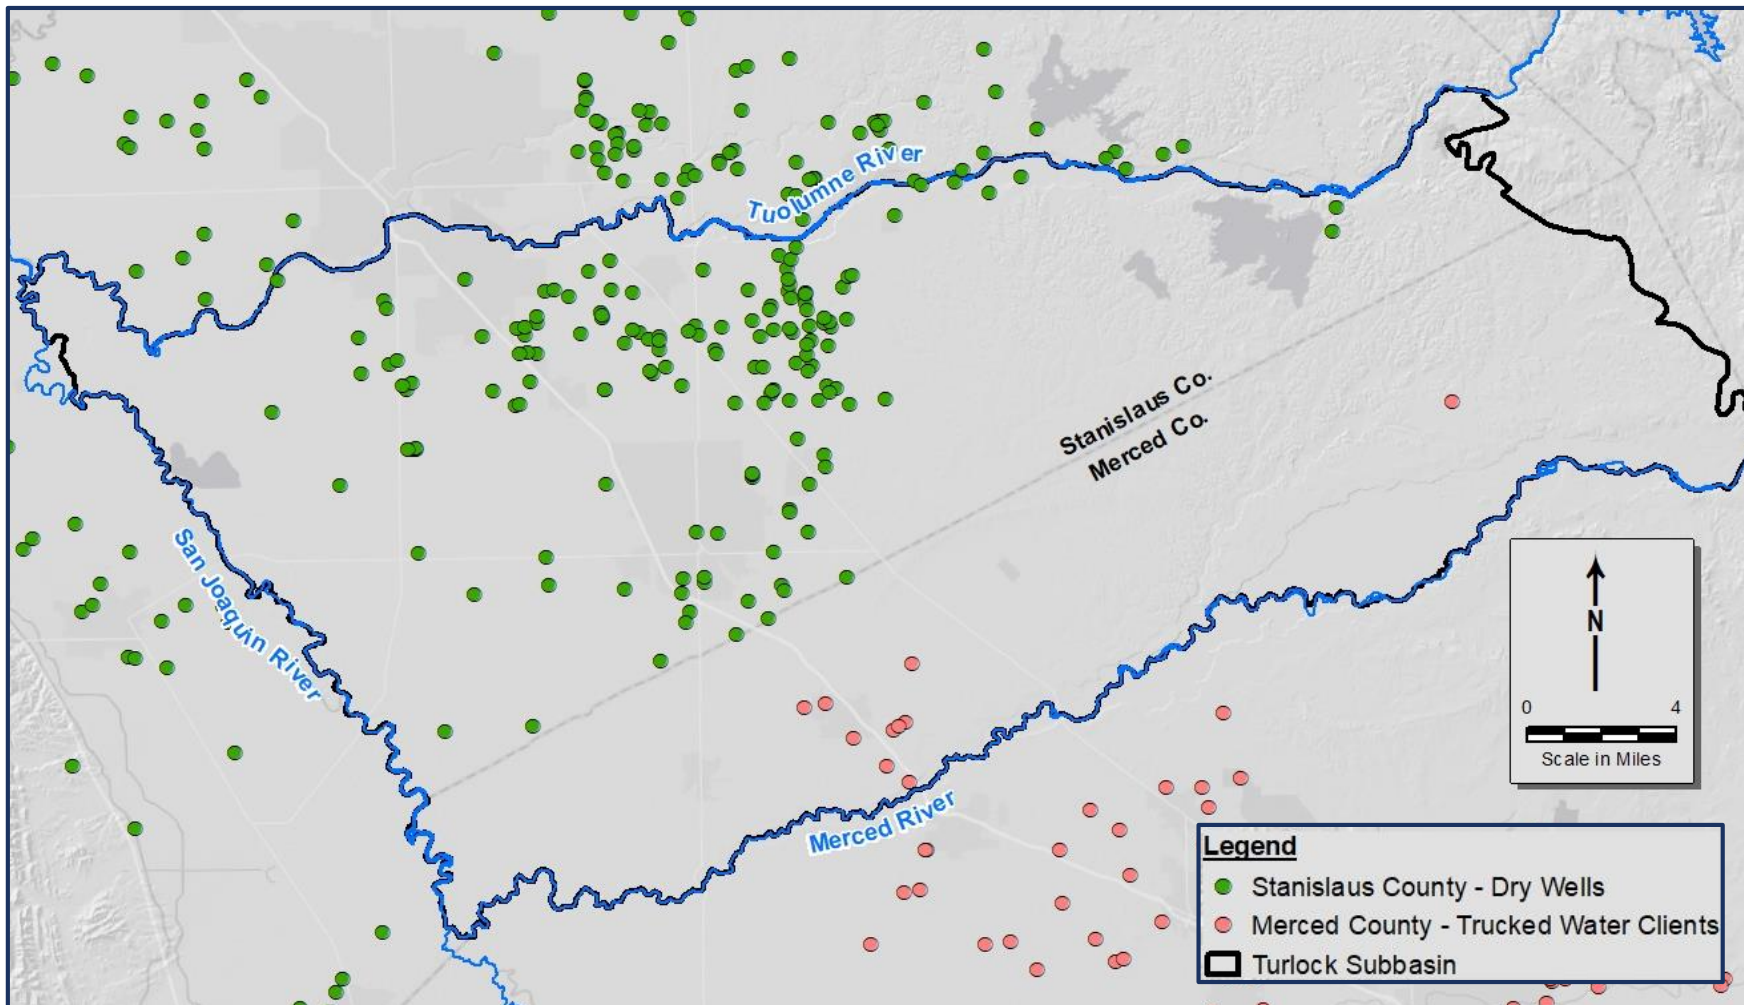 Tuolumne River
Stanislaus Co.
Merced Co.
San Joaquin River
Merced River
N
0 4
Scale in Miles
Legend
Stanislaus County - Dry Wells
Merced County - Trucked Water Clients
Turlock Subbasin